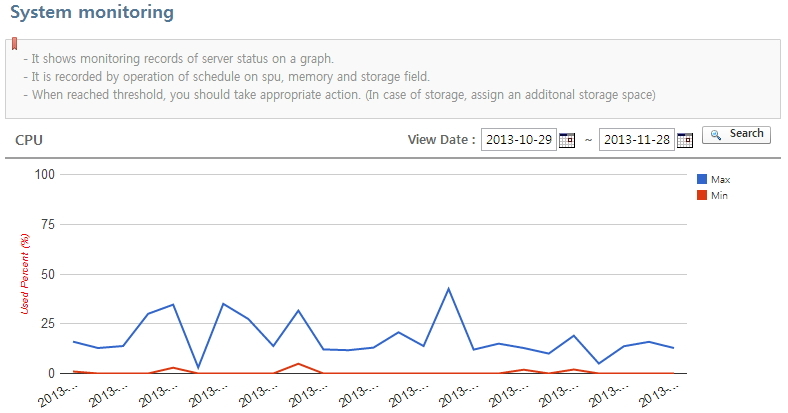 System monitoring
- It shows monitoring records of server status on a graph.
- It is recorded by operation of schedule on spu, memory and storage field.
- When reached threshold, you should take appropriate action. (In case of storage, assign an additonal storage space)
CPU View Date : 2013-10-29 ~ 2013-11-28 Search
100
75
50
25
0
Used Percent (%)
Max
Min
2013-... 2013-... 2013-... 2013-... 2013-... 2013-... 2013-... 2013-... 2013-... 2013-... 2013-... 2013-... 2013-...